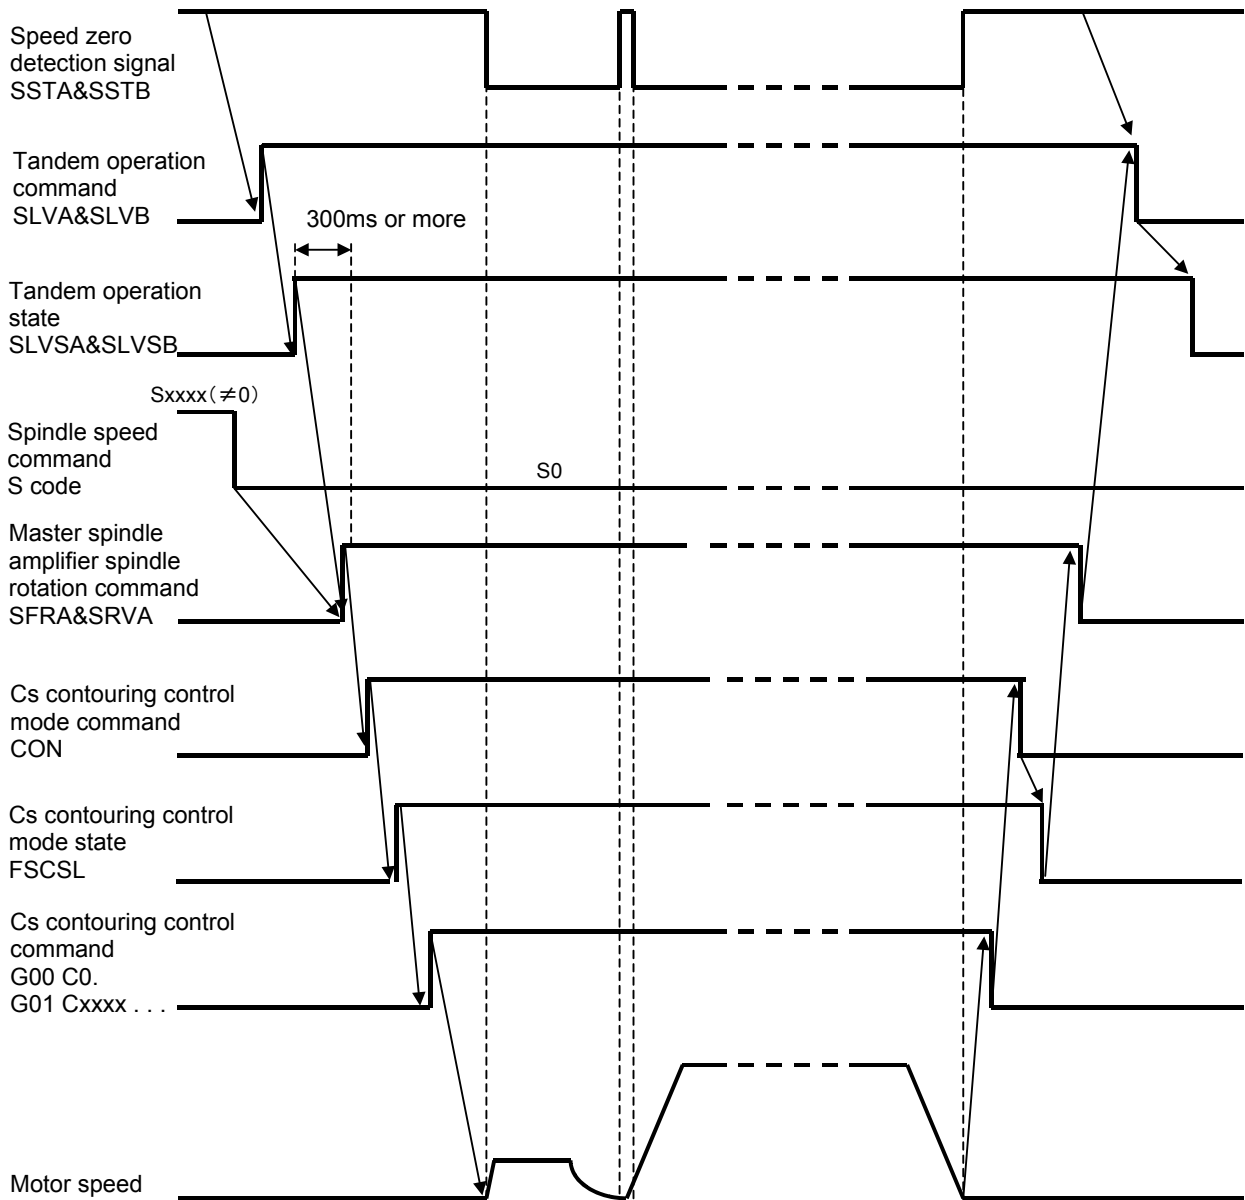 Speed zero
detection signal
SSTA&SSTB
Tandem operation
command
SLVA&SLVB
300ms or more
Tandem operation
state
SLVSA&SLVSB
Sxxxx(≠0)
Spindle speed
command
S code
S0
Master spindle
amplifier spindle
rotation command
SFRA&SRVA
Cs contouring control
mode command
CON
Cs contouring control
mode state
FSCSL
Cs contouring control
command
G00 C0.
G01 Cxxxx . . .
Motor speed